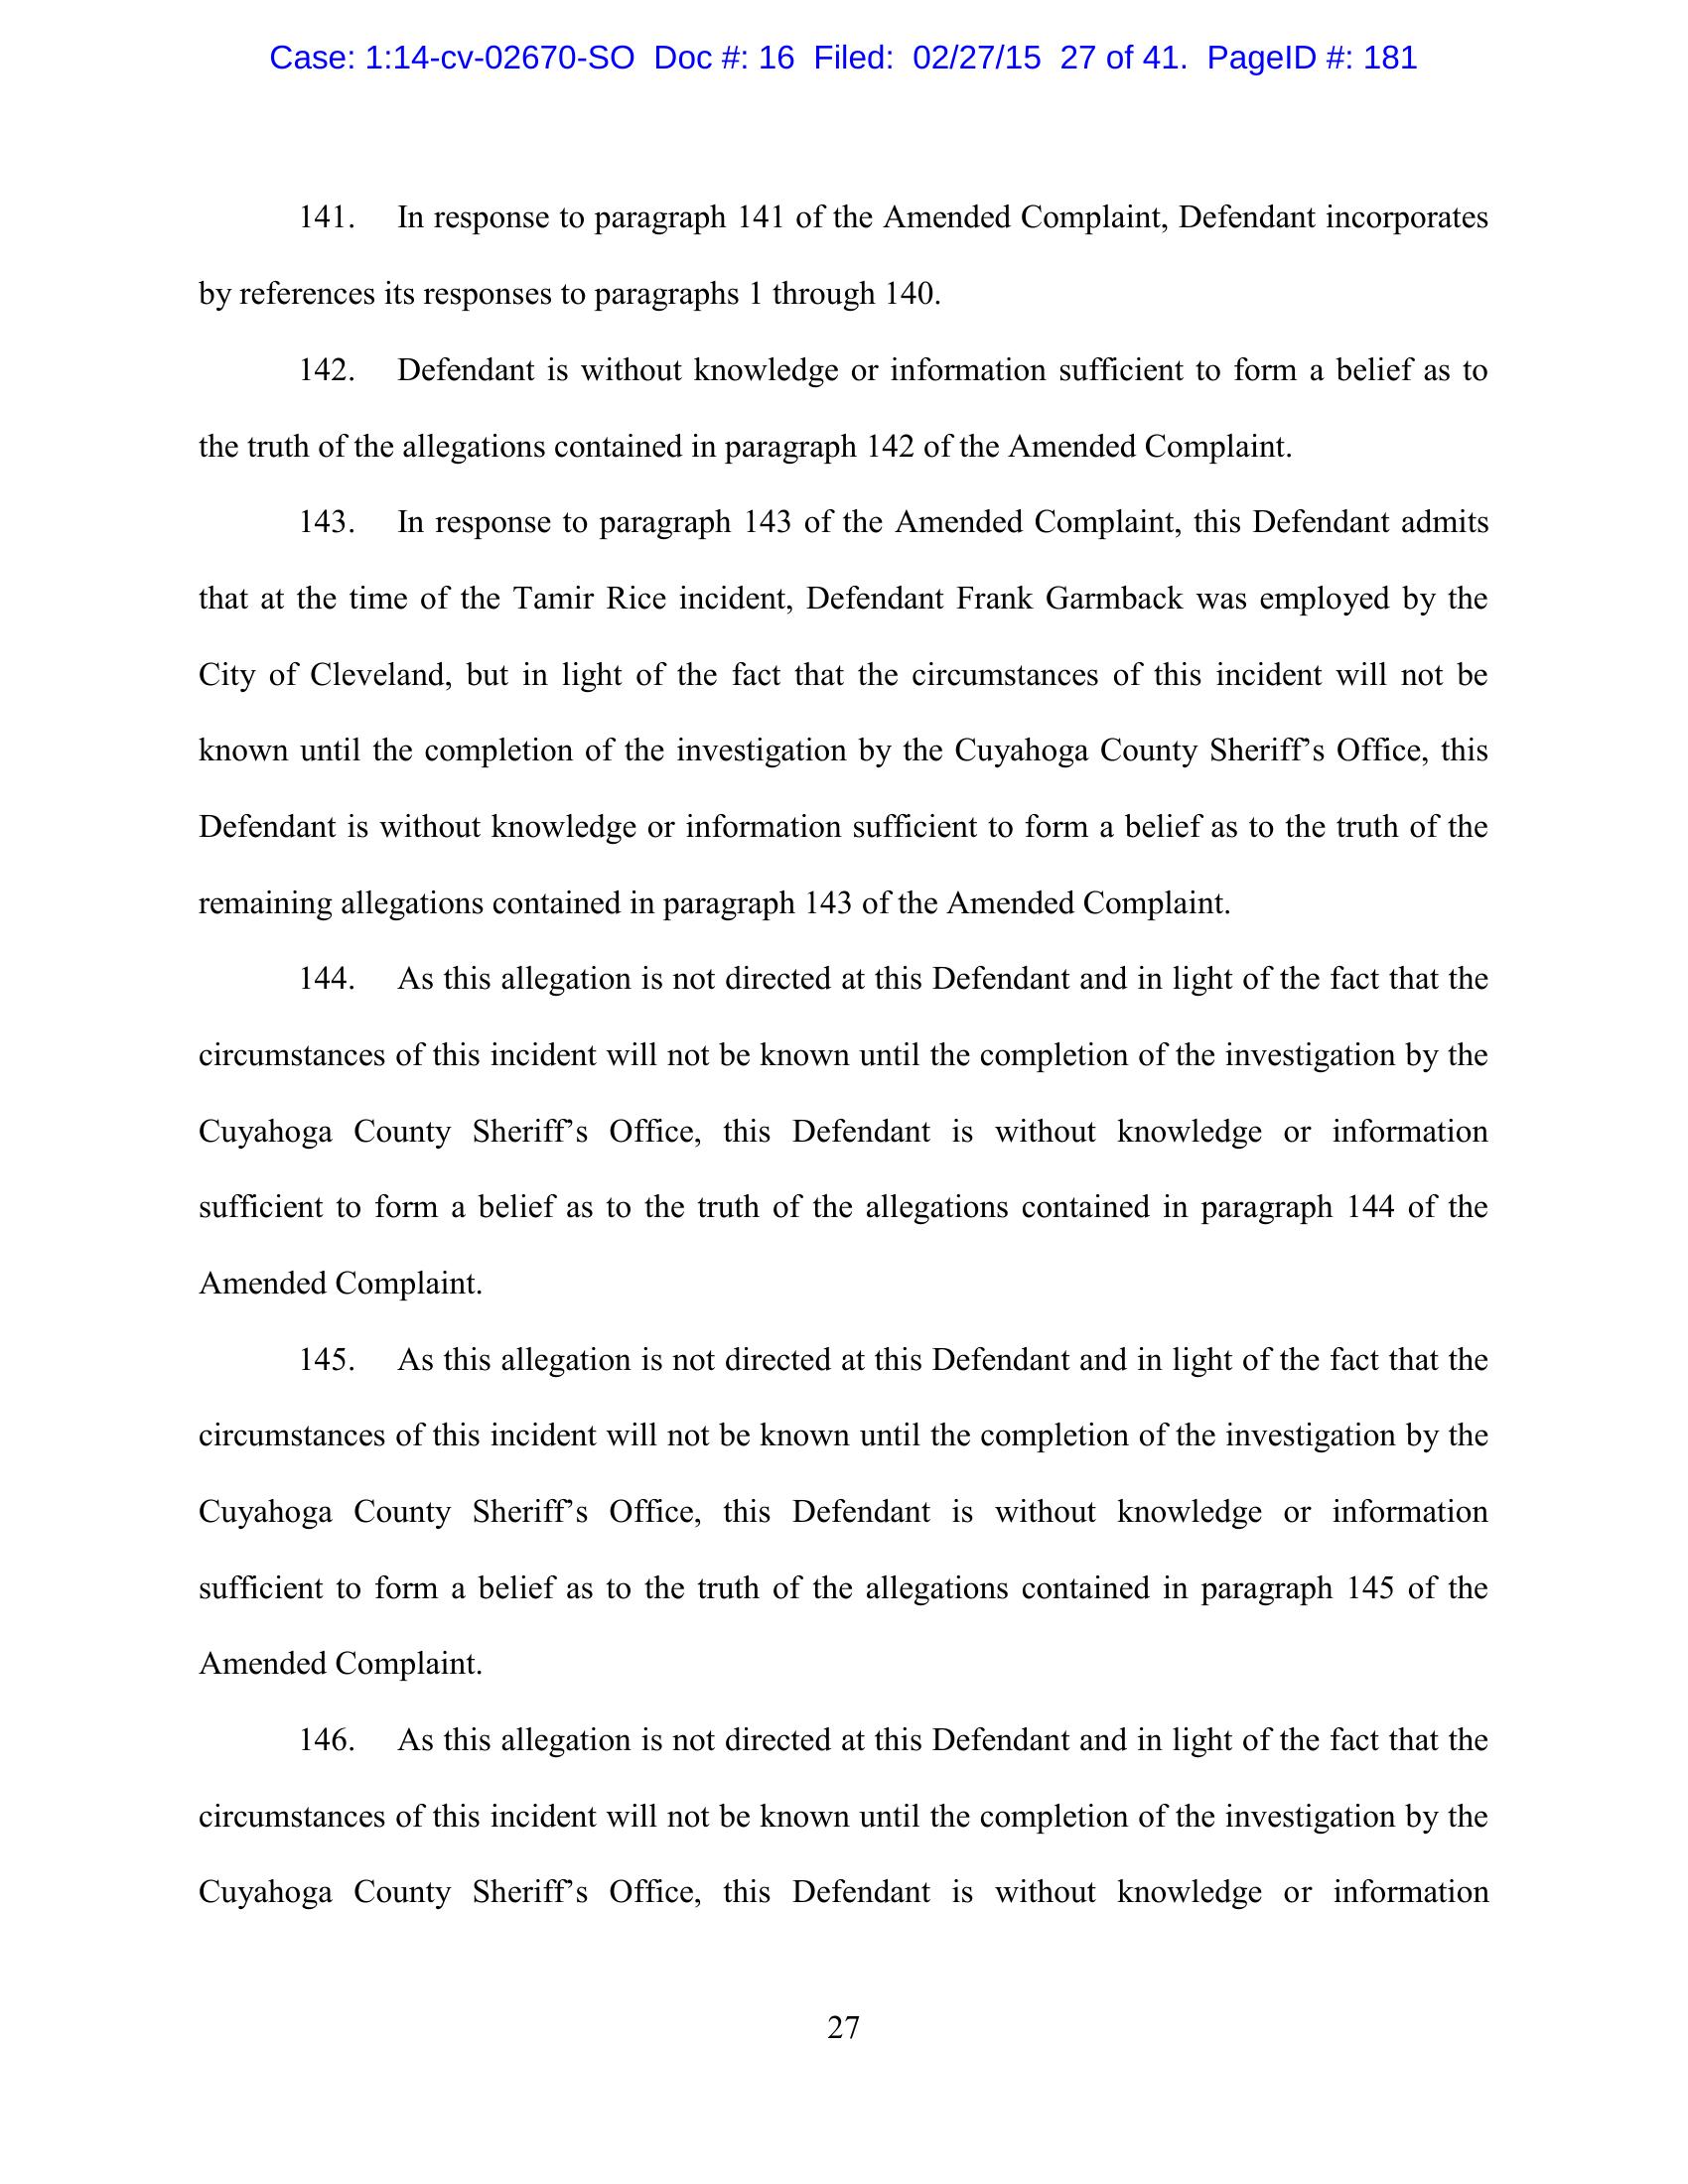 Case: 1:14-cv-02670-SO Doc #: 16 Filed: 02/27/15 27 of 41. PageID #: 181
141. In response to paragraph 141 of the Amended Complaint, Defendant incorporates
by references its responses to paragraphs 1 through 140.
142. Defendant is without knowledge or information sufficient to form a belief as to
the truth of the allegations contained in paragraph 142 of the Amended Complaint.
143. In response to paragraph 143 of the Amended Complaint, this Defendant admits
that at the time of the Tamir Rice incident, Defendant Frank Garmback was employed by the
City of Cleveland, but in light of the fact that the circumstances of this incident will not be
known until the completion of the investigation by the Cuyahoga County Sheriff’s Office, this
Defendant is without knowledge or information sufficient to form a belief as to the truth of the
remaining allegations contained in paragraph 143 of the Amended Complaint.
144. As this allegation is not directed at this Defendant and in light of the fact that the
circumstances of this incident will not be known until the completion of the investigation by the
Cuyahoga County Sheriff’s Office, this Defendant is without knowledge or information
sufficient to form a belief as to the truth of the allegations contained in paragraph 144 of the
Amended Complaint.
145. As this allegation is not directed at this Defendant and in light of the fact that the
circumstances of this incident will not be known until the completion of the investigation by the
Cuyahoga County Sheriff’s Office, this Defendant is without knowledge or information
sufficient to form a belief as to the truth of the allegations contained in paragraph 145 of the
Amended Complaint.
146. As this allegation is not directed at this Defendant and in light of the fact that the
circumstances of this incident will not be known until the completion of the investigation by the
Cuyahoga County Sheriff’s Office, this Defendant is without knowledge or information
27